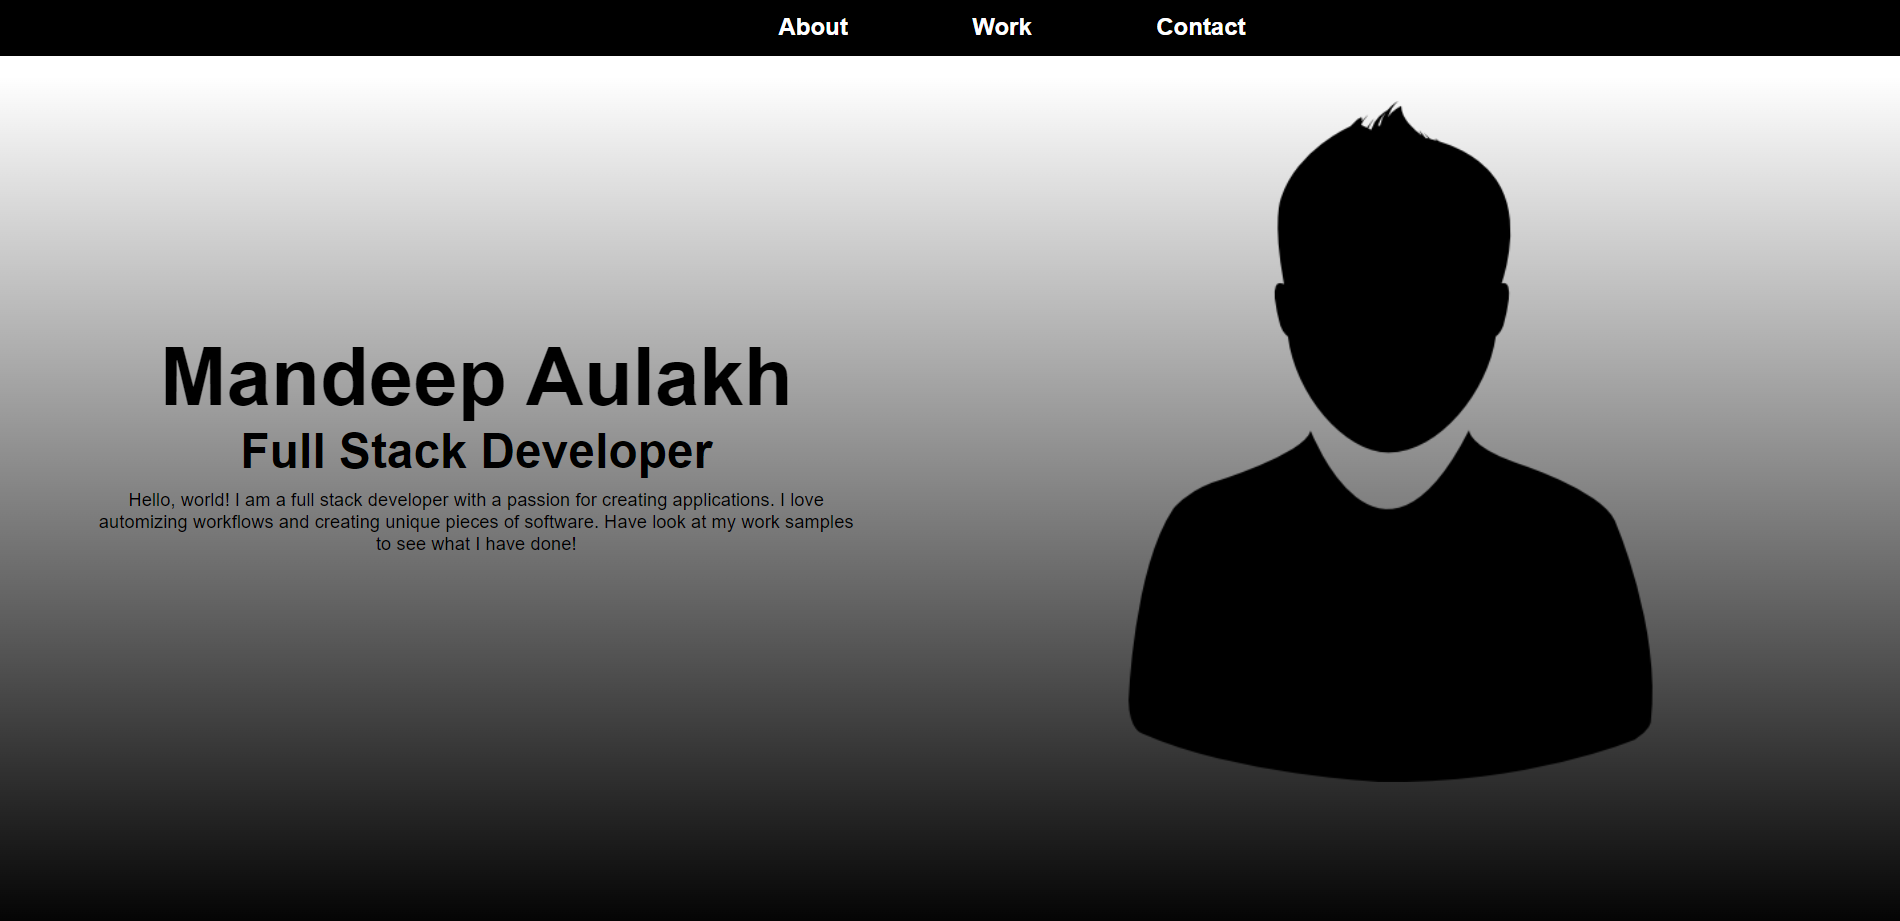 About Work Contact
Mandeep Aulakh
Full Stack Developer
Hello, world! I am a full stack developer with a passion for creating applications. I love
automizing workflows and creating unique pieces of software. Have look at my work samples
to see what I have done!